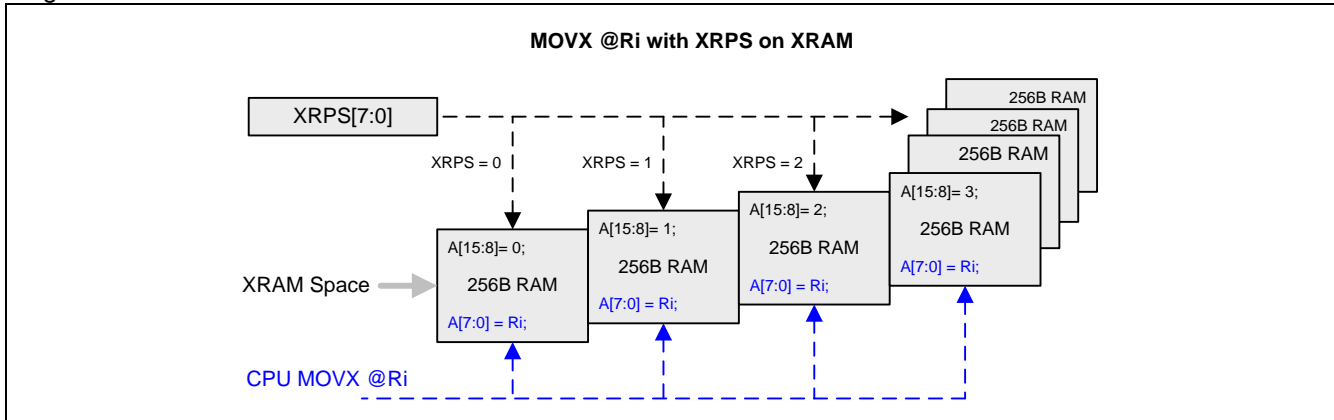 MOVX @Ri with XRPS on XRAM
XRPS[7:0]
256B RAM
256B RAM
256B RAM
XRPS = 0
XRPS = 1
XRPS = 2
A[15:8]= 3;
256B RAM
A[7:0] = Ri;
A[15:8]= 2;
256B RAM
A[7:0] = Ri;
A[15:8]= 1;
256B RAM
A[7:0] = Ri;
A[15:8]= 0;
256B RAM
A[7:0] = Ri;
XRAM Space
CPU MOVX @Ri